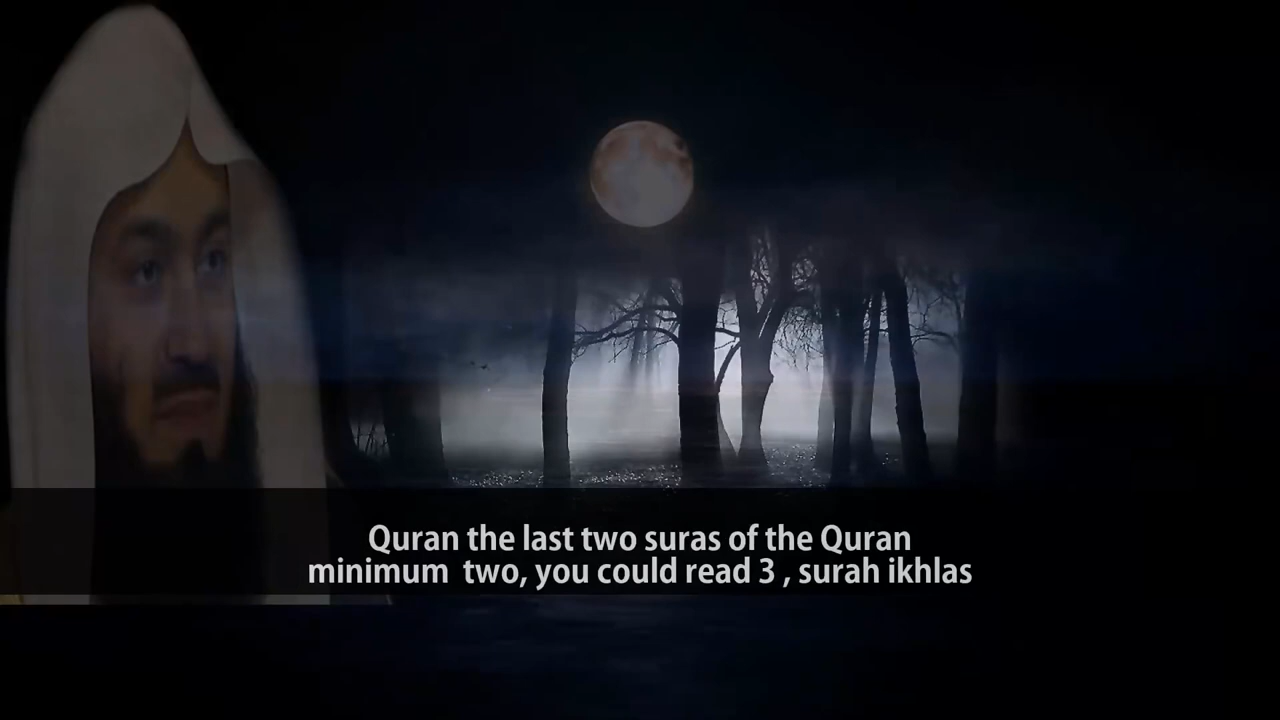 Quran the last two suras of the Quran
minimum  two, you could read 3 , surah ikhlas